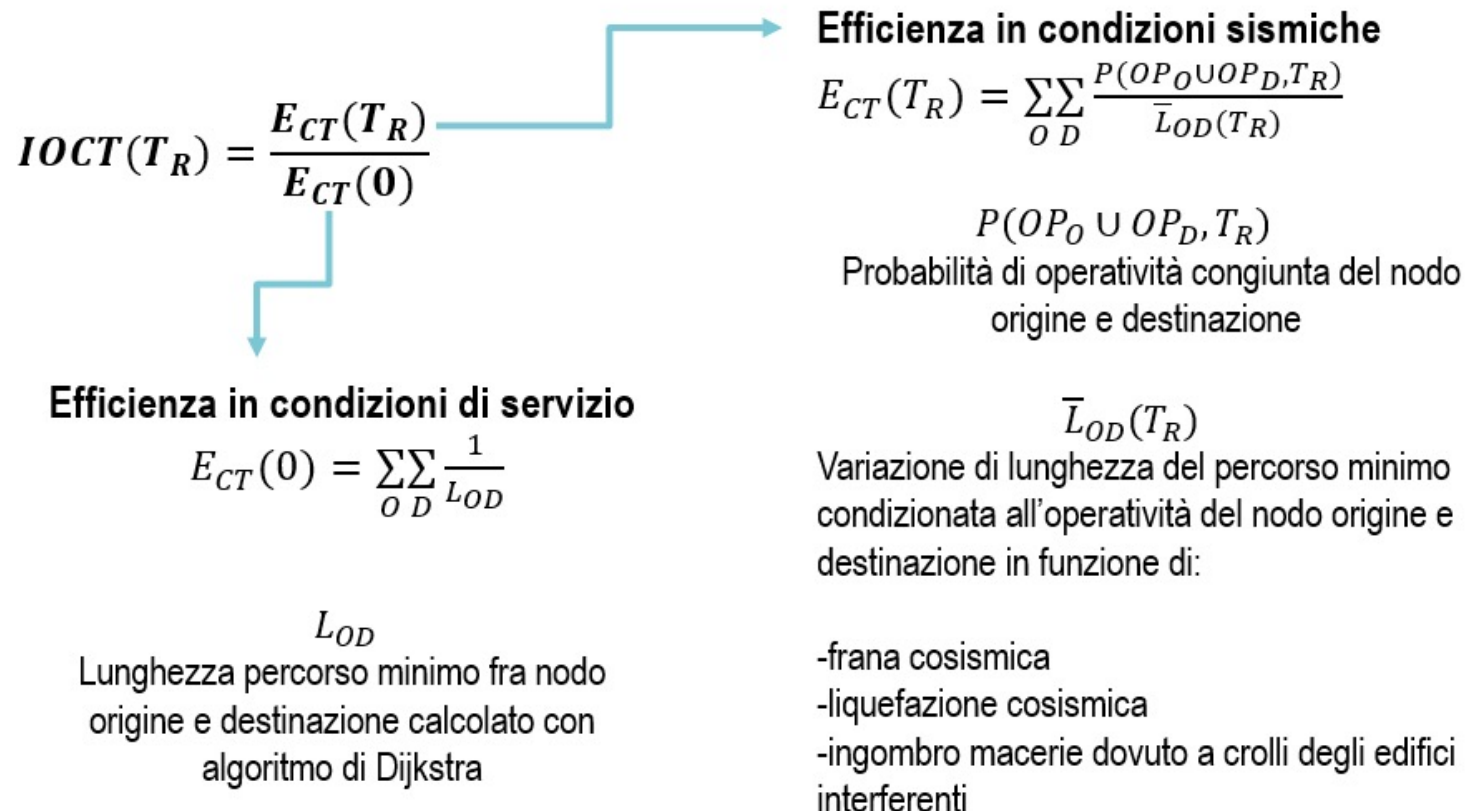 IOCT(T_R) = E_CT(T_R) / E_CT(0)
Efficienza in condizioni sismiche
E_CT(T_R) = ∑_O ∑_D P(OP_O∪OP_D,T_R) / L̅_OD(T_R)
P(OP_O ∪ OP_D, T_R)
Probabilità di operatività congiunta del nodo
origine e destinazione
L̅_OD(T_R)
Variazione di lunghezza del percorso minimo
condizionata all'operatività del nodo origine e
destinazione in funzione di:
-frana cosismica
-liquefazione cosismica
-ingombro macerie dovuto a crolli degli edifici
interferenti
Efficienza in condizioni di servizio
E_CT(0) = ∑_O ∑_D 1 / L_OD
L_OD
Lunghezza percorso minimo fra nodo
origine e destinazione calcolato con
algoritmo di Dijkstra